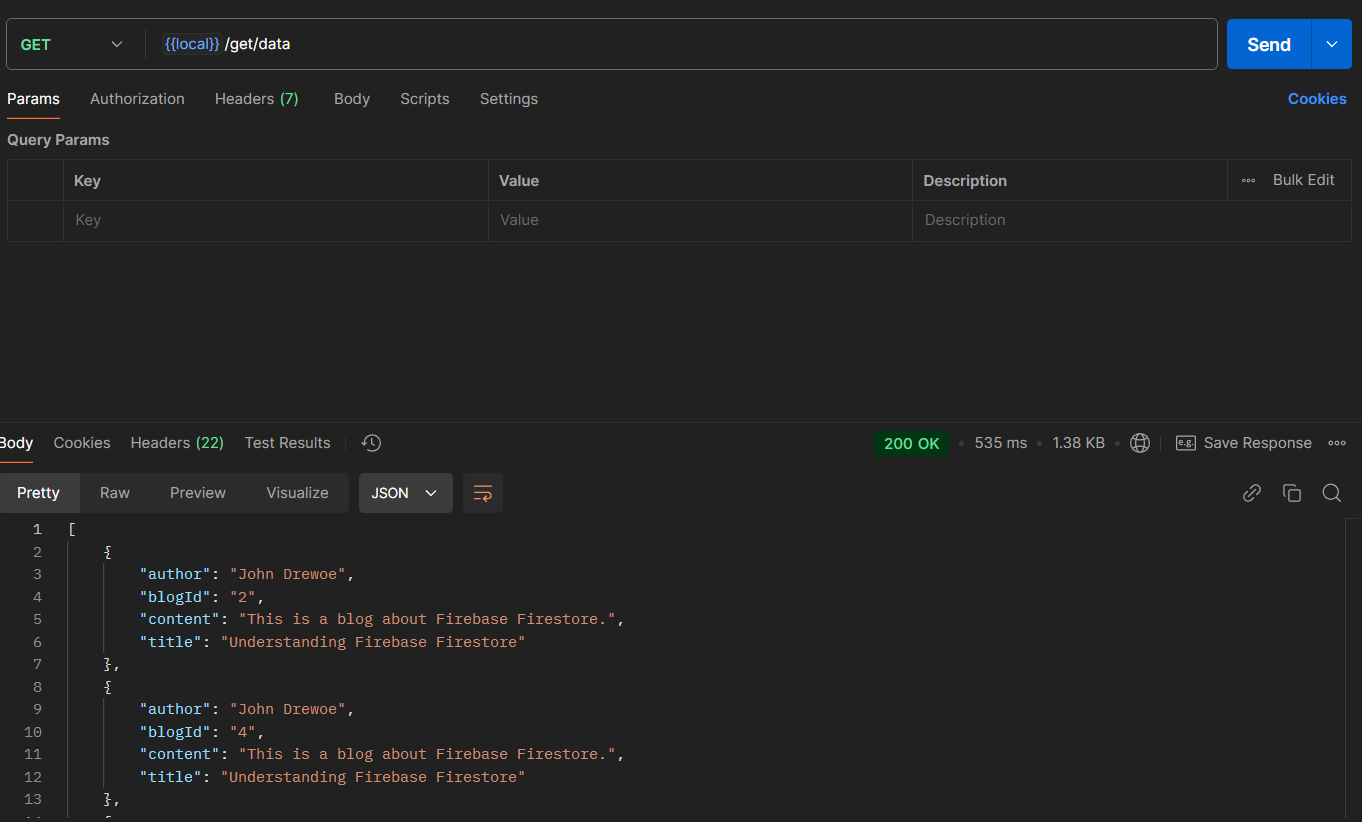 GET {{local}} /get/data Send
Params Authorization Headers (7) Body Scripts Settings Cookies
Query Params
Key Value Description Bulk Edit
Key Value Description
Body Cookies Headers (22) Test Results 200 OK 535 ms 1.38 KB e.g. Save Response
Pretty Raw Preview Visualize JSON
1 [
2 {
3 "author": "John Drewoe",
4 "blogId": "2",
5 "content": "This is a blog about Firebase Firestore.",
6 "title": "Understanding Firebase Firestore"
7 },
8 {
9 "author": "John Drewoe",
10 "blogId": "4",
11 "content": "This is a blog about Firebase Firestore.",
12 "title": "Understanding Firebase Firestore"
13 },